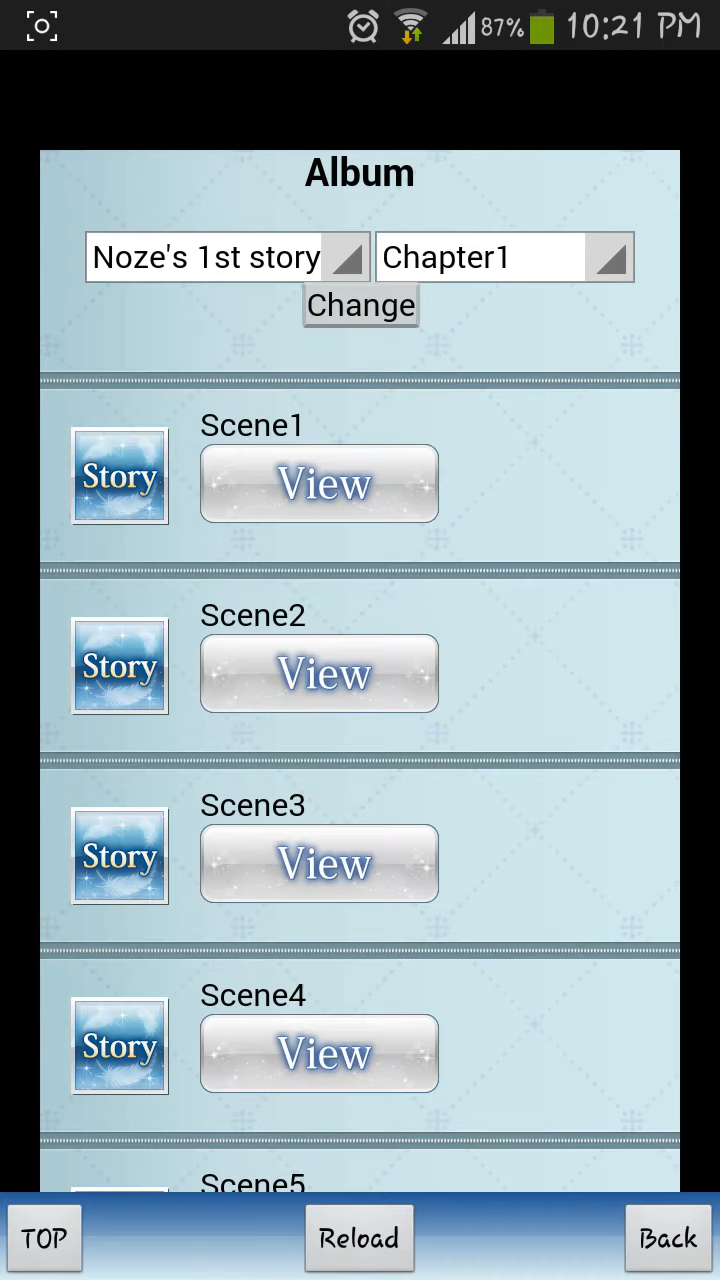 87% 10:21 PM
Album
Noze's 1st story Chapter1
Change
Scene1
Story View
Scene2
Story View
Scene3
Story View
Scene4
Story View
Scene5
TOP Reload Back